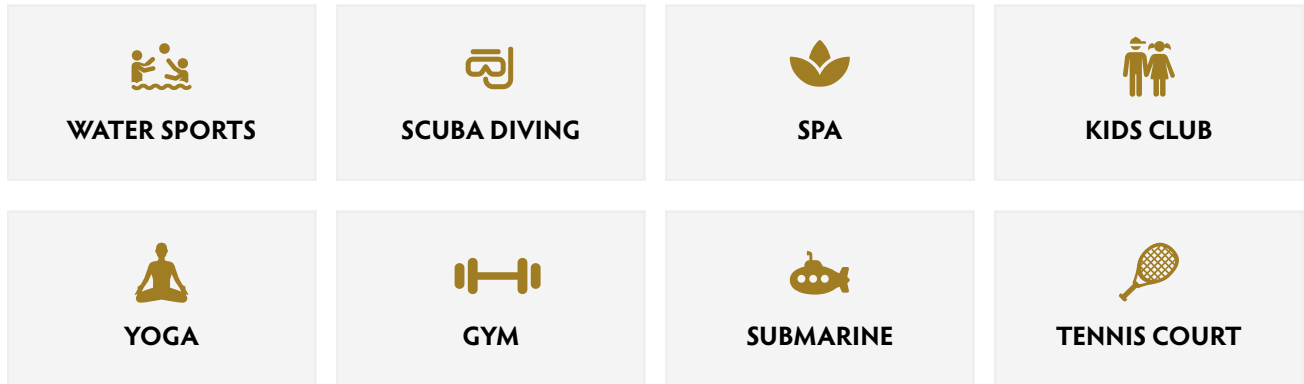 WATER SPORTS
SCUBA DIVING
SPA
KIDS CLUB
YOGA
GYM
SUBMARINE
TENNIS COURT